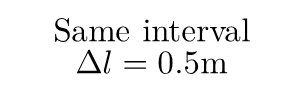 Same interval
Δl = 0.5m